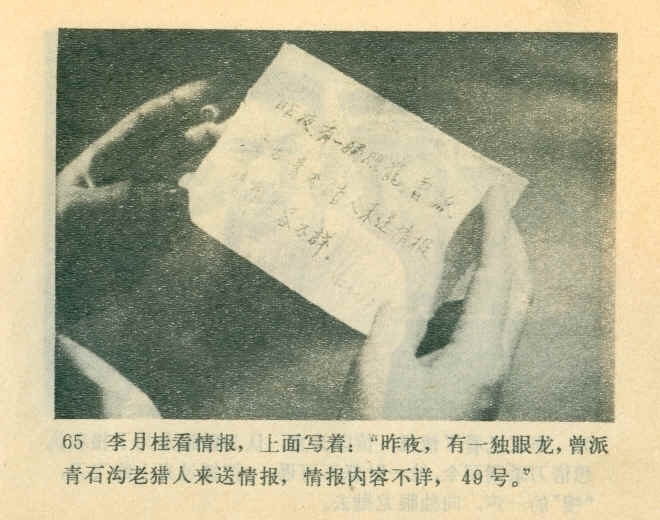 昨夜有一独眼龙,曾派
青石沟老猎人来送情报
情报内容不详,
65 李月桂看情报,上面写着:“昨夜,有一独眼龙,曾派
青石沟老猎人来送情报,情报内容不详,49号。”